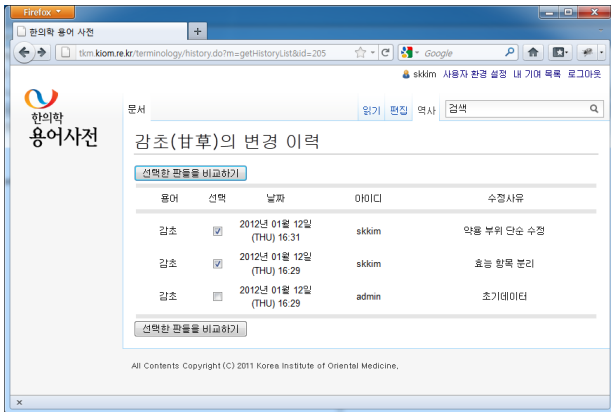 Firefox
한의학 용어 사전
tkm.kiom.re.kr/terminology/history.do?m=getHistoryList&id=205
Google
skkim 사용자 환경 설정 내 기여 목록 로그아웃
한의학
용어사전
문서
읽기 편집 역사 검색
감초(甘草)의 변경 이력
선택한 판들을 비교하기
용어 선택 날짜 아이디 수정사유
감초 2012년 01월 12일 (THU) 16:31 skkim 약용 부위 단순 수정
감초 2012년 01월 12일 (THU) 16:29 skkim 효능 항목 분리
감초 2012년 01월 12일 (THU) 16:29 admin 초기데이터
선택한 판들을 비교하기
All Contents Copyright (C) 2011 Korea Institute of Oriental Medicine,